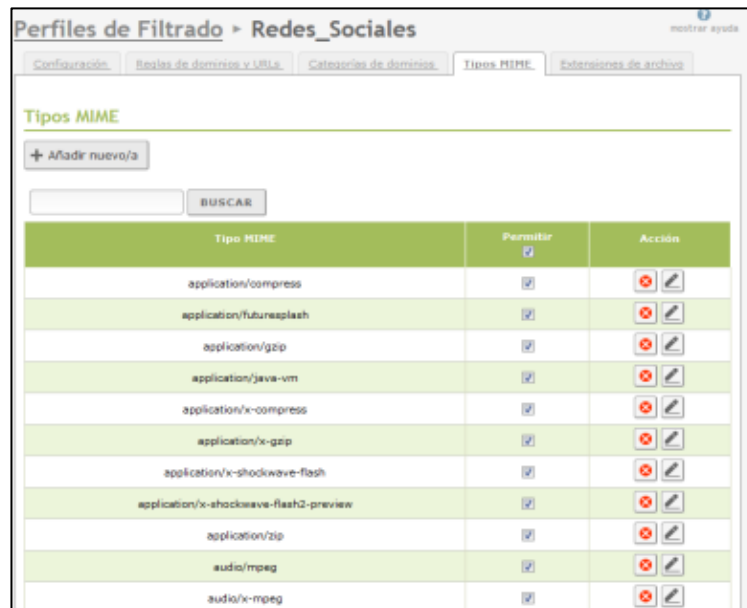 Perfiles de Filtrado ▸ Redes_Sociales
mostrar ayuda
Configuración Reglas de dominios y URLs Categorías de dominios Tipos MIME Extensiones de archivo
Tipos MIME
+ Añadir nuevo/a
BUSCAR
Tipo MIME Permitir Acción
application/compress
application/futuresplash
application/gzip
application/java-vm
application/x-compress
application/x-gzip
application/x-shockwave-flash
application/x-shockwave-flash2-preview
application/zip
audio/mpeg
audio/x-mpeg